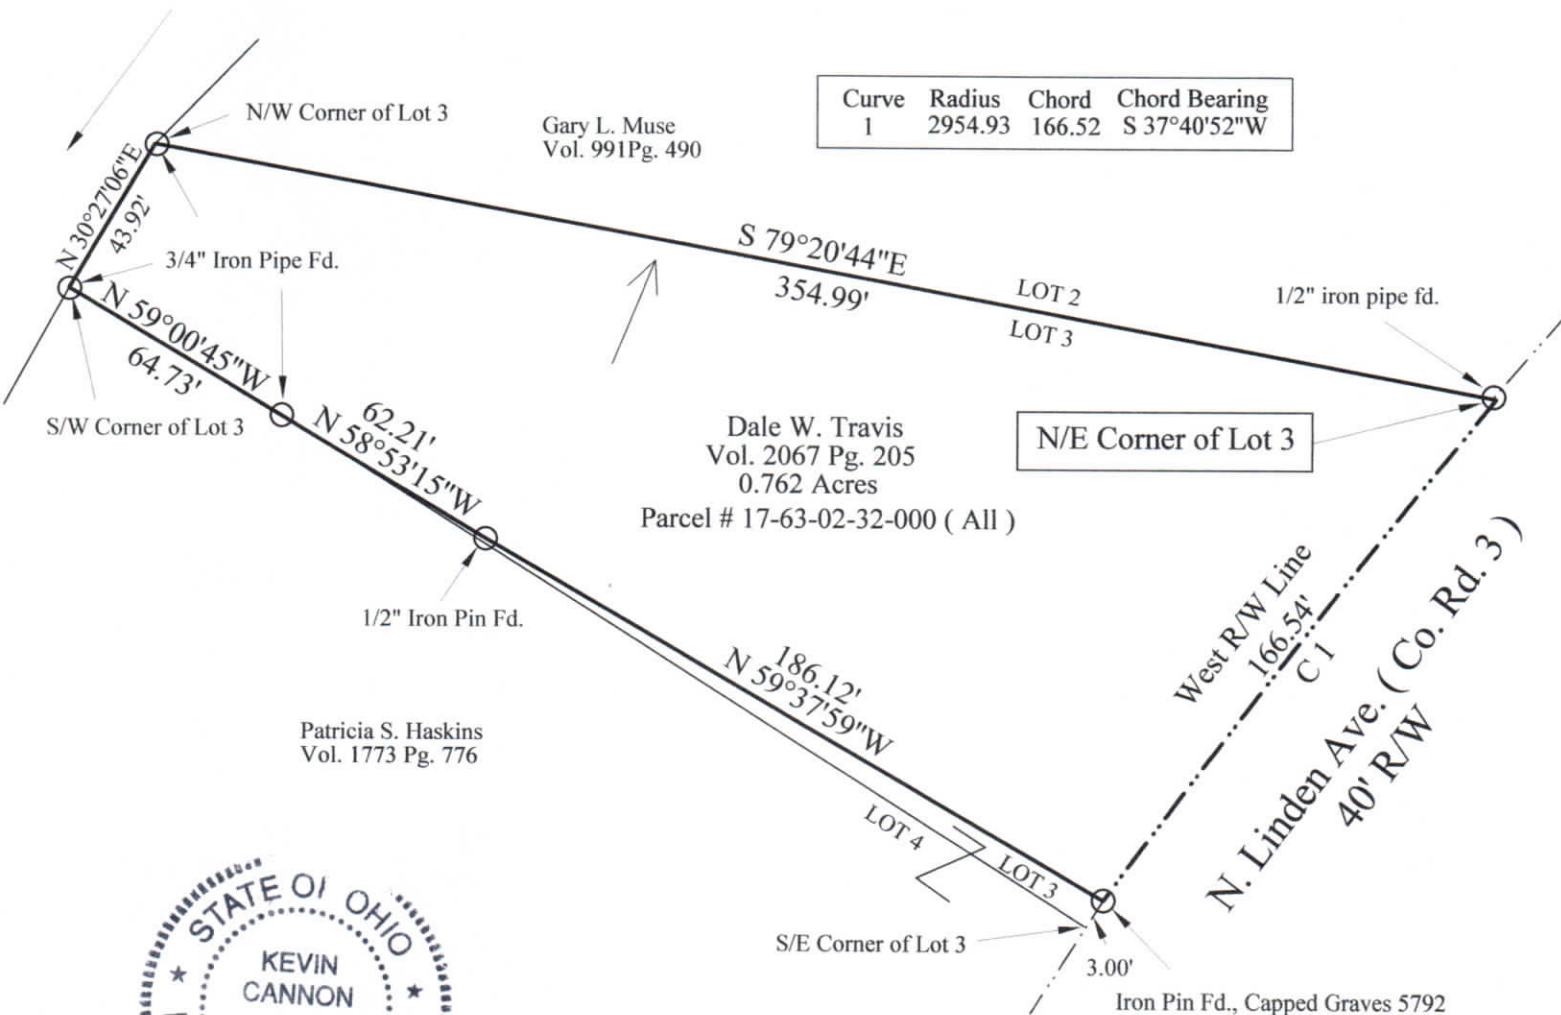 Curve Radius Chord Chord Bearing
1 2954.93 166.52 S 37°40'52"W
N/W Corner of Lot 3
Gary L. Muse
Vol. 991Pg. 490
N 30°27'06"E
43.92'
3/4" Iron Pipe Fd.
S 79°20'44"E
354.99'
LOT 2
LOT 3
1/2" iron pipe fd.
N 59°00'45"W
64.73'
S/W Corner of Lot 3
62.21'
N 58°53'15"W
Dale W. Travis
Vol. 2067 Pg. 205
0.762 Acres
Parcel # 17-63-02-32-000 ( All )
N/E Corner of Lot 3
1/2" Iron Pin Fd.
West R/W Line
166.54'
C 1
N. Linden Ave. ( Co. Rd. 3 )
40' R/W
186.12'
N 59°37'59"W
Patricia S. Haskins
Vol. 1773 Pg. 776
LOT 4
LOT 3
S/E Corner of Lot 3
3.00'
Iron Pin Fd., Capped Graves 5792
STATE OF OHIO
KEVIN
CANNON